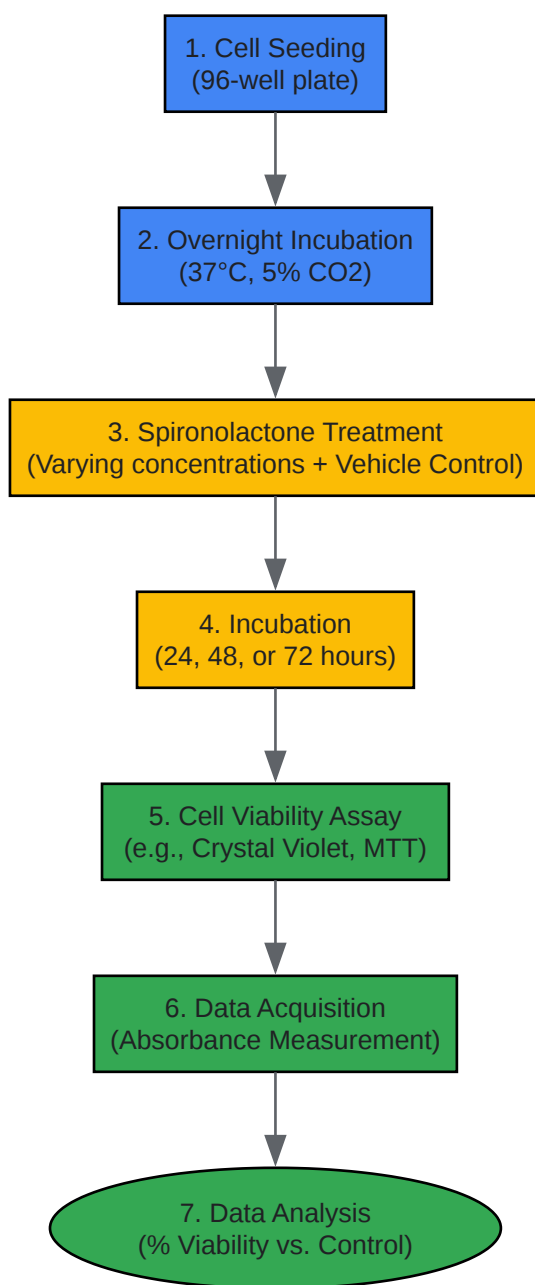 1. Cell Seeding
(96-well plate)
2. Overnight Incubation
(37°C, 5% CO2)
3. Spironolactone Treatment
(Varying concentrations + Vehicle Control)
4. Incubation
(24, 48, or 72 hours)
5. Cell Viability Assay
(e.g., Crystal Violet, MTT)
6. Data Acquisition
(Absorbance Measurement)
7. Data Analysis
(% Viability vs. Control)